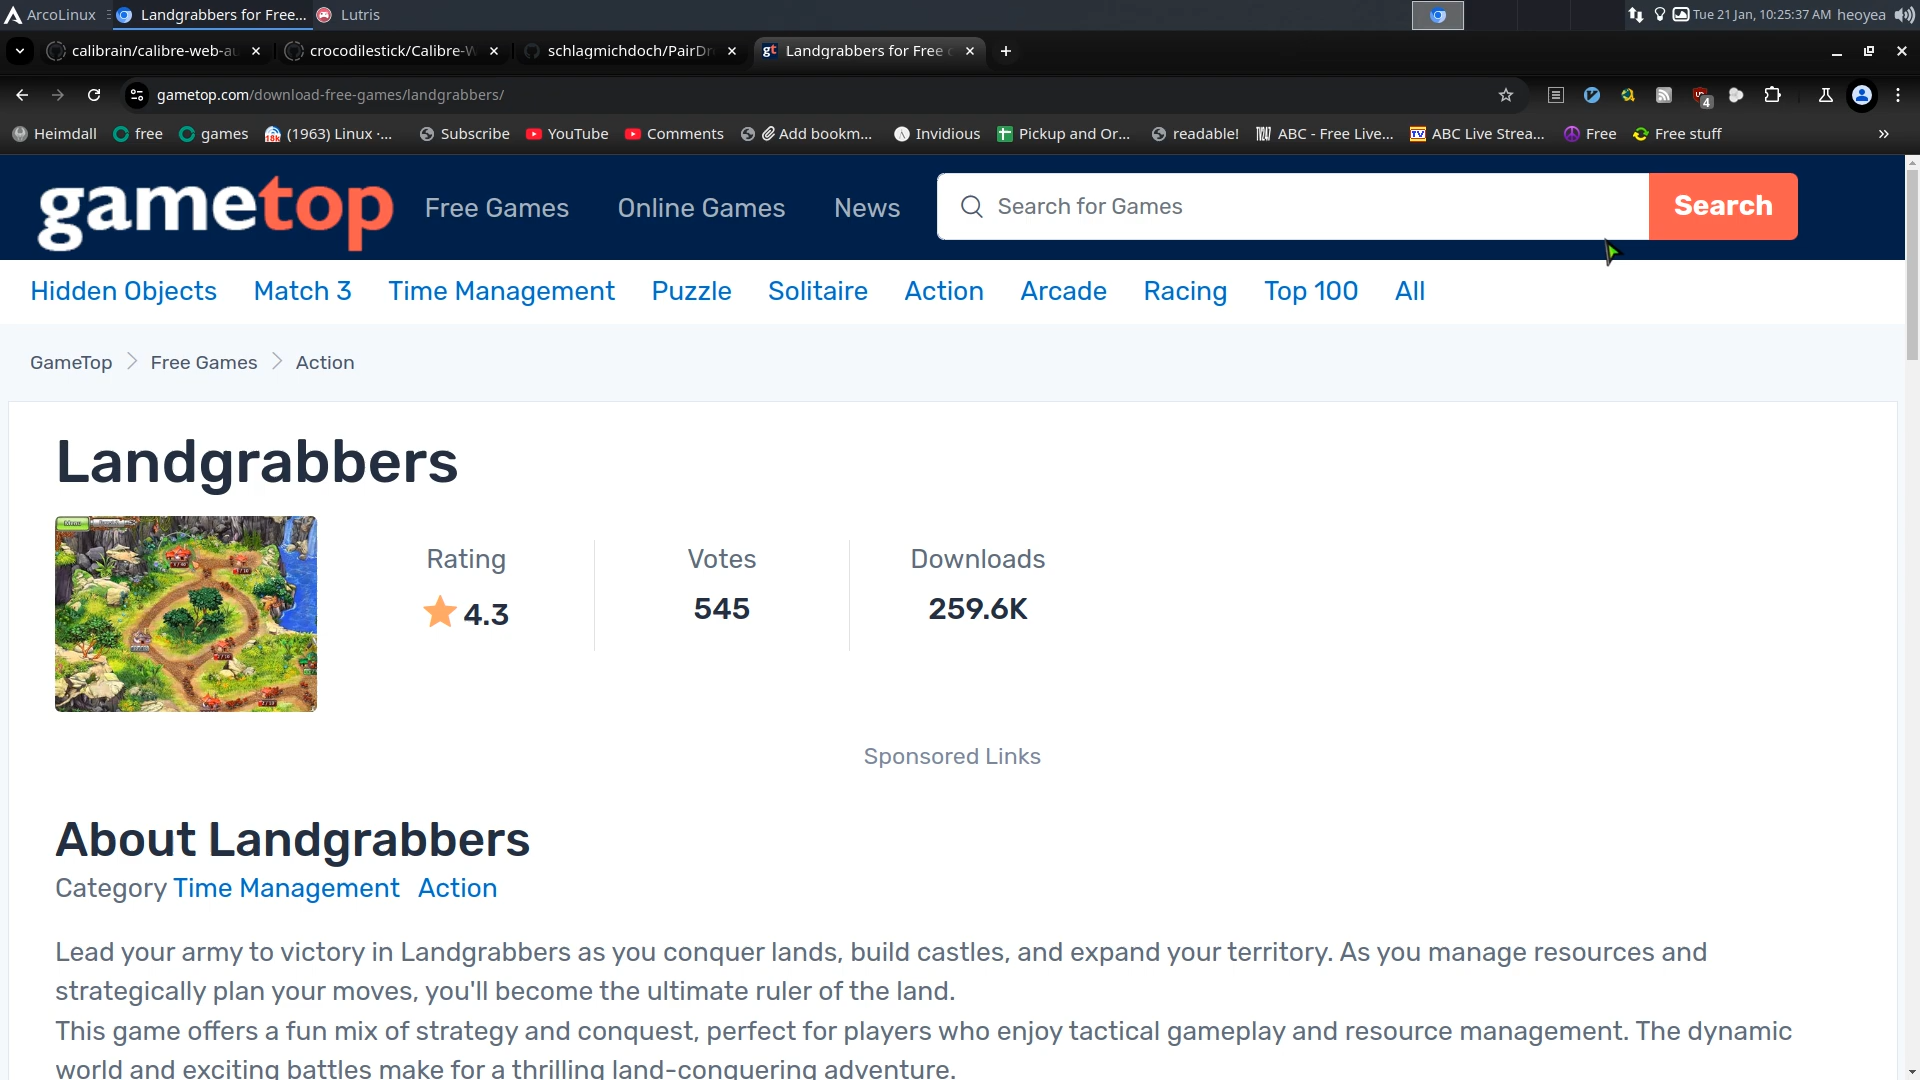 ArcoLinux Landgrabbers for Free... Lutris Tue 21 Jan, 10:25:37 AM heoyea
calibrain/calibre-web-au crocodilestick/Calibre-W schlagmichdoch/PairDr Landgrabbers for Free
gametop.com/download-free-games/landgrabbers/ 4
Heimdall free games (1963) Linux -... Subscribe YouTube Comments Add bookm... Invidious Pickup and Or... readable! ABC - Free Live... ABC Live Strea... Free Free stuff »
gametop Free Games Online Games News Search for Games Search
Hidden Objects Match 3 Time Management Puzzle Solitaire Action Arcade Racing Top 100 All
GameTop Free Games Action
Landgrabbers
Rating Votes Downloads
4.3 545 259.6K
Sponsored Links
About Landgrabbers
Category Time Management Action
Lead your army to victory in Landgrabbers as you conquer lands, build castles, and expand your territory. As you manage resources and
strategically plan your moves, you'll become the ultimate ruler of the land.
This game offers a fun mix of strategy and conquest, perfect for players who enjoy tactical gameplay and resource management. The dynamic
world and exciting battles make for a thrilling land-conquering adventure.